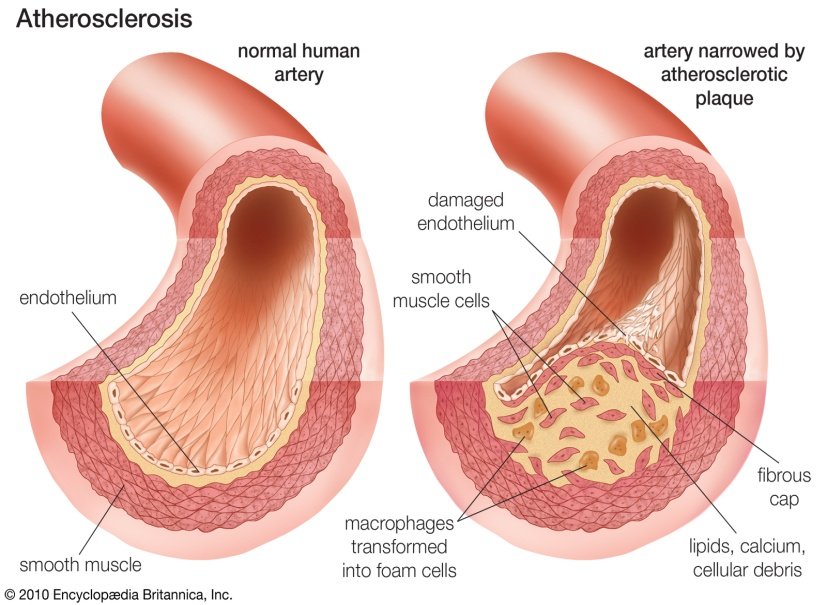 Atherosclerosis
normal human
artery
artery narrowed by
atherosclerotic
plaque
damaged
endothelium
smooth
muscle cells
endothelium
fibrous
cap
macrophages
transformed
into foam cells
lipids, calcium,
cellular debris
smooth muscle
© 2010 Encyclopædia Britannica, Inc.